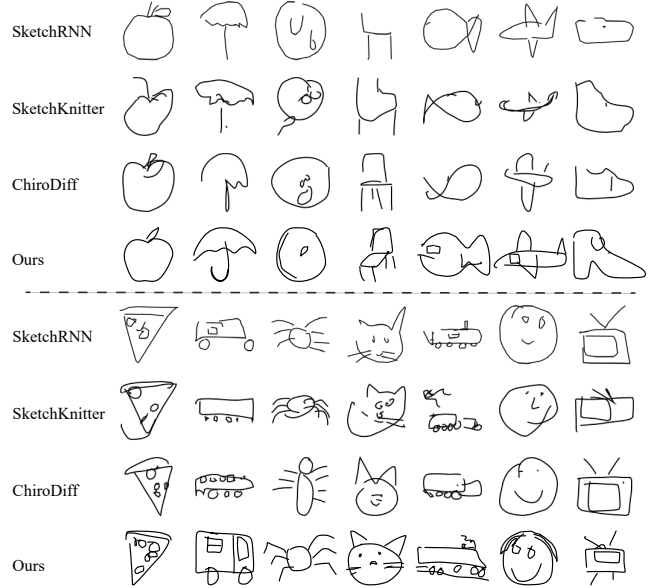 SketchRNN
SketchKnitter
ChiroDiff
Ours
SketchRNN
SketchKnitter
ChiroDiff
Ours